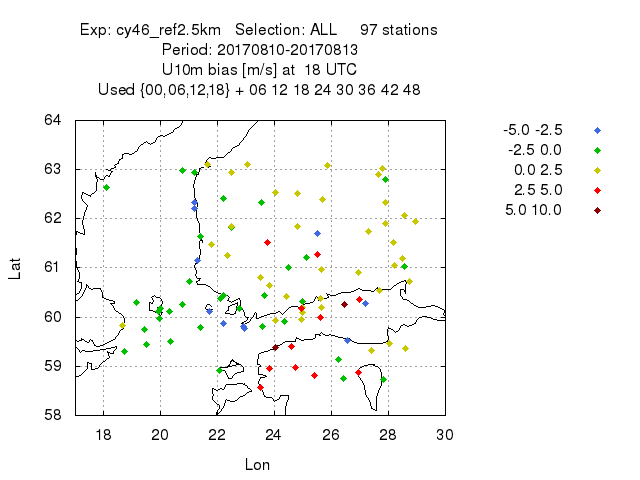 Exp: cy46_ref2.5km   Selection: ALL     97 stations
Period: 20170810-20170813
U10m bias [m/s] at  18 UTC
Used {00,06,12,18} + 06 12 18 24 30 36 42 48
64
63
62
61
60
59
58
Lat
18 20 22 24 26 28 30
Lon
-5.0 -2.5
-2.5 0.0
0.0 2.5
2.5 5.0
5.0 10.0